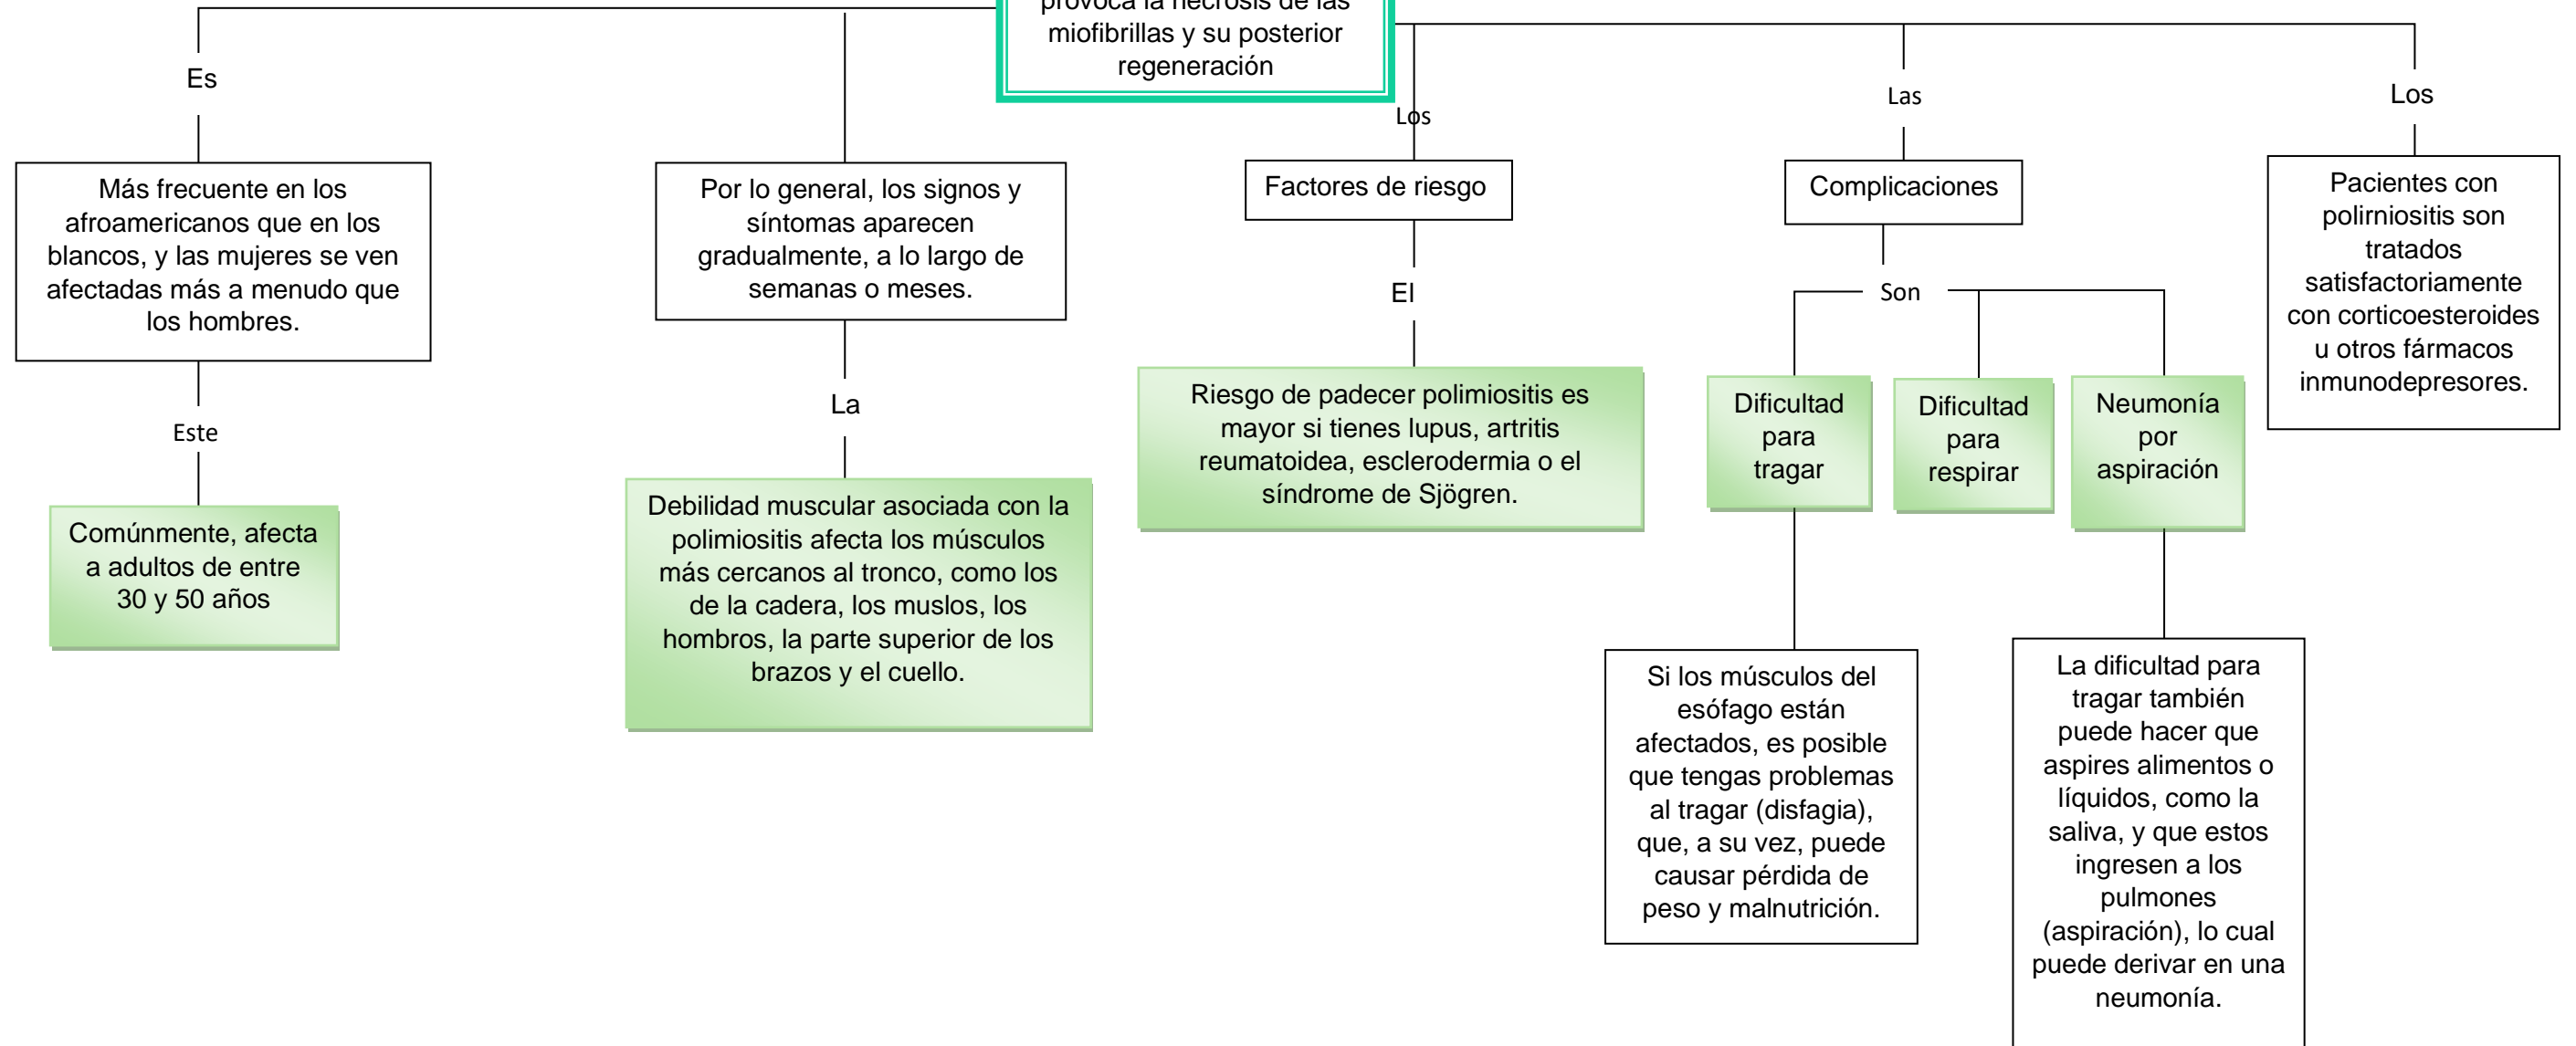 provoca la necrosis de las
miofibrillas y su posterior
regeneración
Es
Más frecuente en los
afroamericanos que en los
blancos, y las mujeres se ven
afectadas más a menudo que
los hombres.
Este
Comúnmente, afecta
a adultos de entre
30 y 50 años
Por lo general, los signos y
síntomas aparecen
gradualmente, a lo largo de
semanas o meses.
La
Debilidad muscular asociada con la
polimiositis afecta los músculos
más cercanos al tronco, como los
de la cadera, los muslos, los
hombros, la parte superior de los
brazos y el cuello.
Los
Factores de riesgo
El
Riesgo de padecer polimiositis es
mayor si tienes lupus, artritis
reumatoidea, esclerodermia o el
síndrome de Sjögren.
Las
Complicaciones
Son
Dificultad
para
tragar
Si los músculos del
esófago están
afectados, es posible
que tengas problemas
al tragar (disfagia),
que, a su vez, puede
causar pérdida de
peso y malnutrición.
Dificultad
para
respirar
Neumonía
por
aspiración
La dificultad para
tragar también
puede hacer que
aspires alimentos o
líquidos, como la
saliva, y que estos
ingresen a los
pulmones
(aspiración), lo cual
puede derivar en una
neumonía.
Los
Pacientes con
polirniositis son
tratados
satisfactoriamente
con corticoesteroides
u otros fármacos
inmunodepresores.